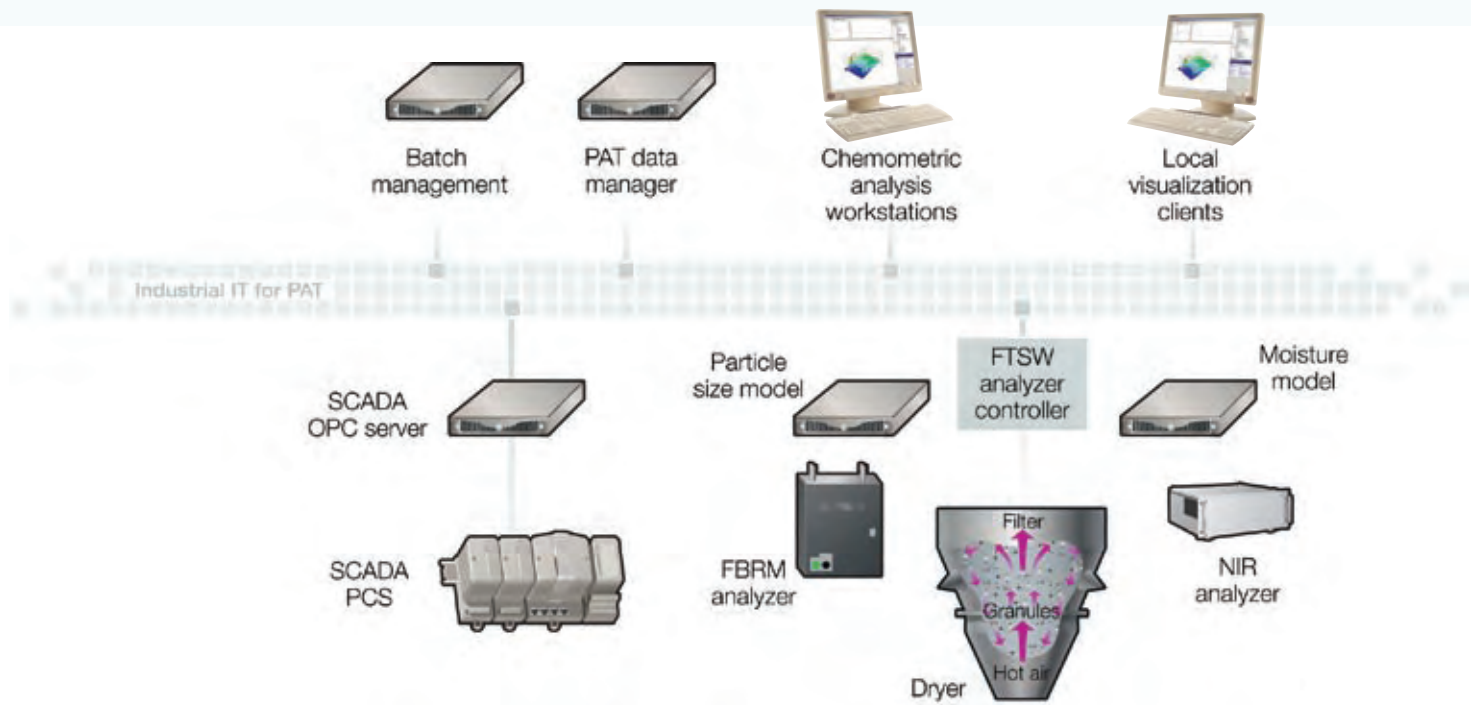 Batch
management
PAT data
manager
Chemometric
analysis
workstations
Local
visualization
clients
Industrial IT for PAT
SCADA
OPC server
Particle
size model
FTSW
analyzer
controller
Moisture
model
SCADA
PCS
FBRM
analyzer
Filter
Granules
Hot air
Dryer
NIR
analyzer